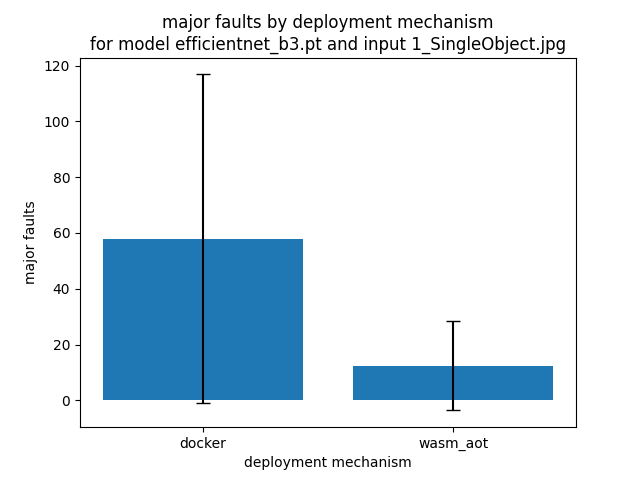 major faults by deployment mechanism
for model efficientnet_b3.pt and input 1_SingleObject.jpg
120
100
80
60
40
20
0
major faults
docker
wasm_aot
deployment mechanism